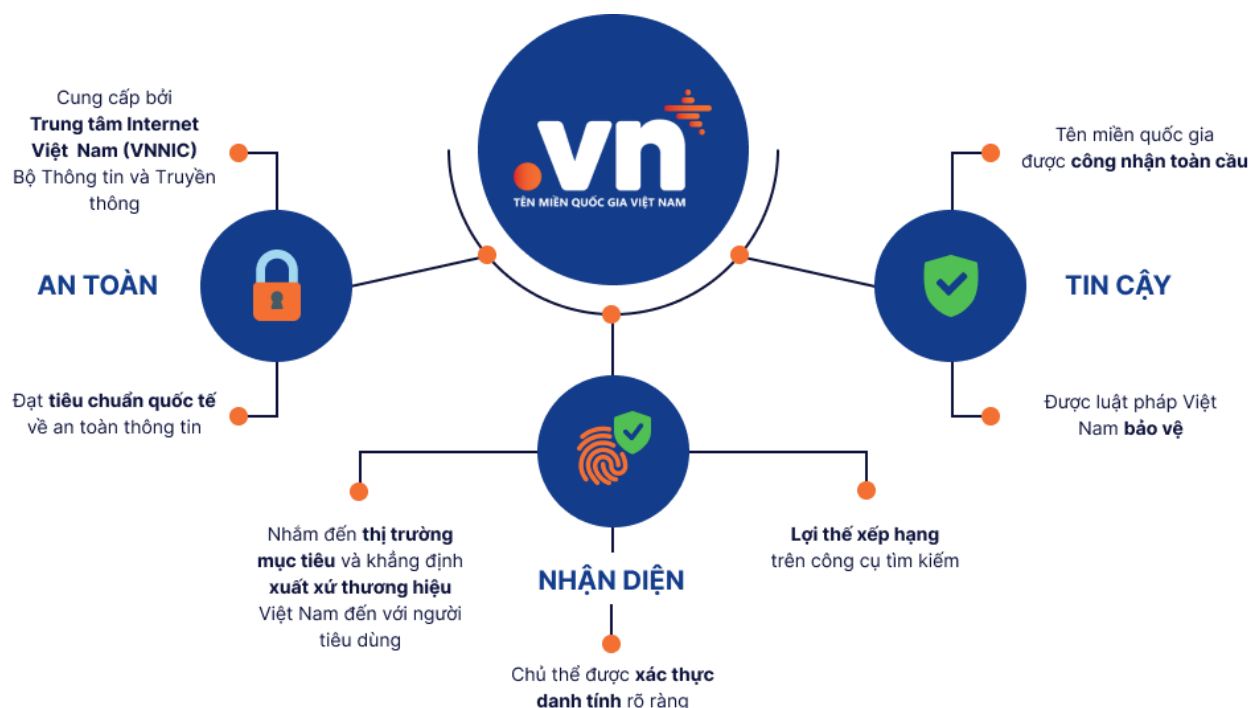 .vn
TÊN MIỀN QUỐC GIA VIỆT NAM
Cung cấp bởi
Trung tâm Internet
Việt Nam (VNNIC)
Bộ Thông tin và Truyền
thông
AN TOÀN
Đạt tiêu chuẩn quốc tế
về an toàn thông tin
Tên miền quốc gia
được công nhận toàn cầu
TIN CẬY
Được luật pháp Việt
Nam bảo vệ
Nhắm đến thị trường
mục tiêu và khẳng định
xuất xứ thương hiệu
Việt Nam đến với người
tiêu dùng
NHẬN DIỆN
Chủ thể được xác thực
danh tính rõ ràng
Lợi thế xếp hạng
trên công cụ tìm kiếm